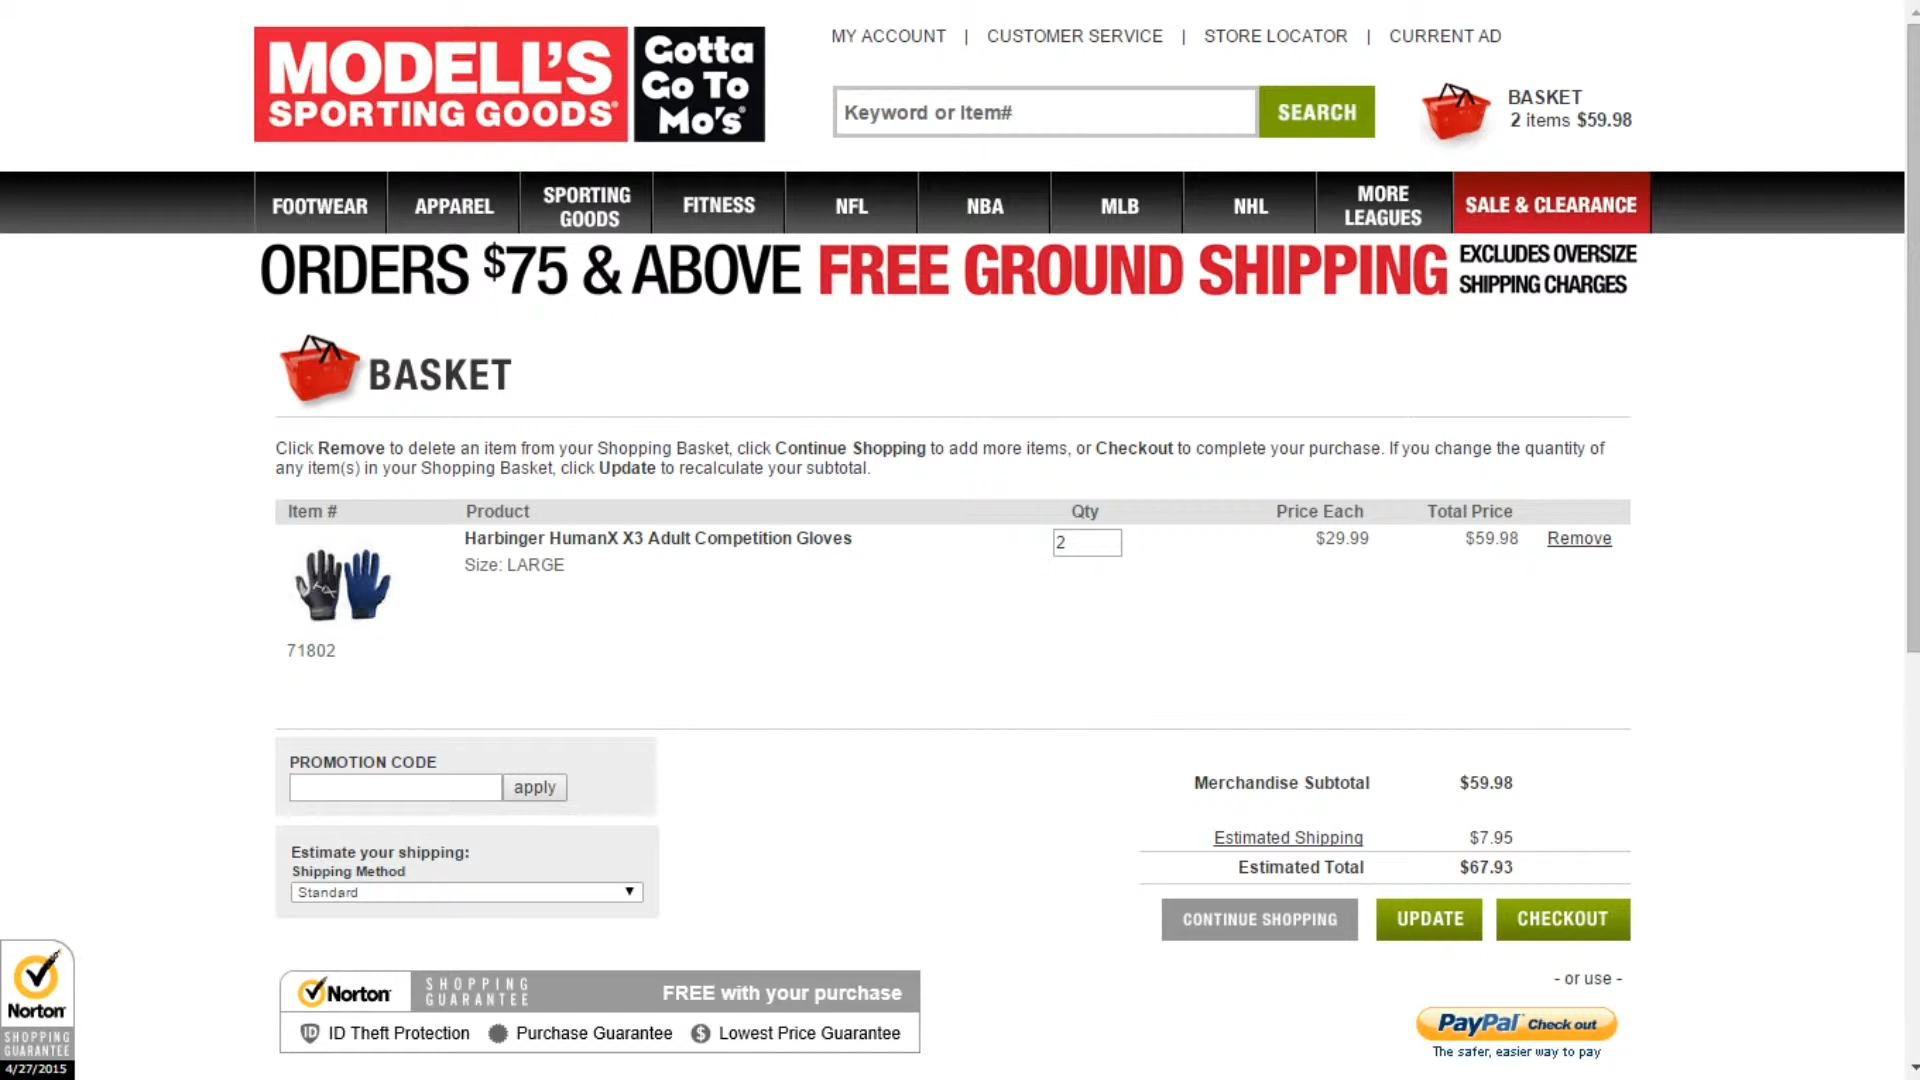 MODELL'S
SPORTING GOODS®
Gotta
Go To
Mo's®
MY ACCOUNT | CUSTOMER SERVICE | STORE LOCATOR | CURRENT AD
Keyword or Item#
SEARCH
BASKET
2 items $59.98
FOOTWEAR
APPAREL
SPORTING
GOODS
FITNESS
NFL
NBA
MLB
NHL
MORE
LEAGUES
SALE & CLEARANCE
ORDERS $75 & ABOVE FREE GROUND SHIPPING
EXCLUDES OVERSIZE
SHIPPING CHARGES
BASKET
Click Remove to delete an item from your Shopping Basket, click Continue Shopping to add more items, or Checkout to complete your purchase. If you change the quantity of
any item(s) in your Shopping Basket, click Update to recalculate your subtotal.
Item # Product Qty Price Each Total Price
Harbinger HumanX X3 Adult Competition Gloves 2 $29.99 $59.98 Remove
Size: LARGE
71802
PROMOTION CODE
apply
Estimate your shipping:
Shipping Method
Standard
Merchandise Subtotal $59.98
Estimated Shipping $7.95
Estimated Total $67.93
CONTINUE SHOPPING UPDATE CHECKOUT
- or use -
PayPal Check out
The safer, easier way to pay
Norton
SHOPPING
GUARANTEE
FREE with your purchase
ID ID Theft Protection Purchase Guarantee $ Lowest Price Guarantee
Norton
SHOPPING
GUARANTEE
4/27/2015